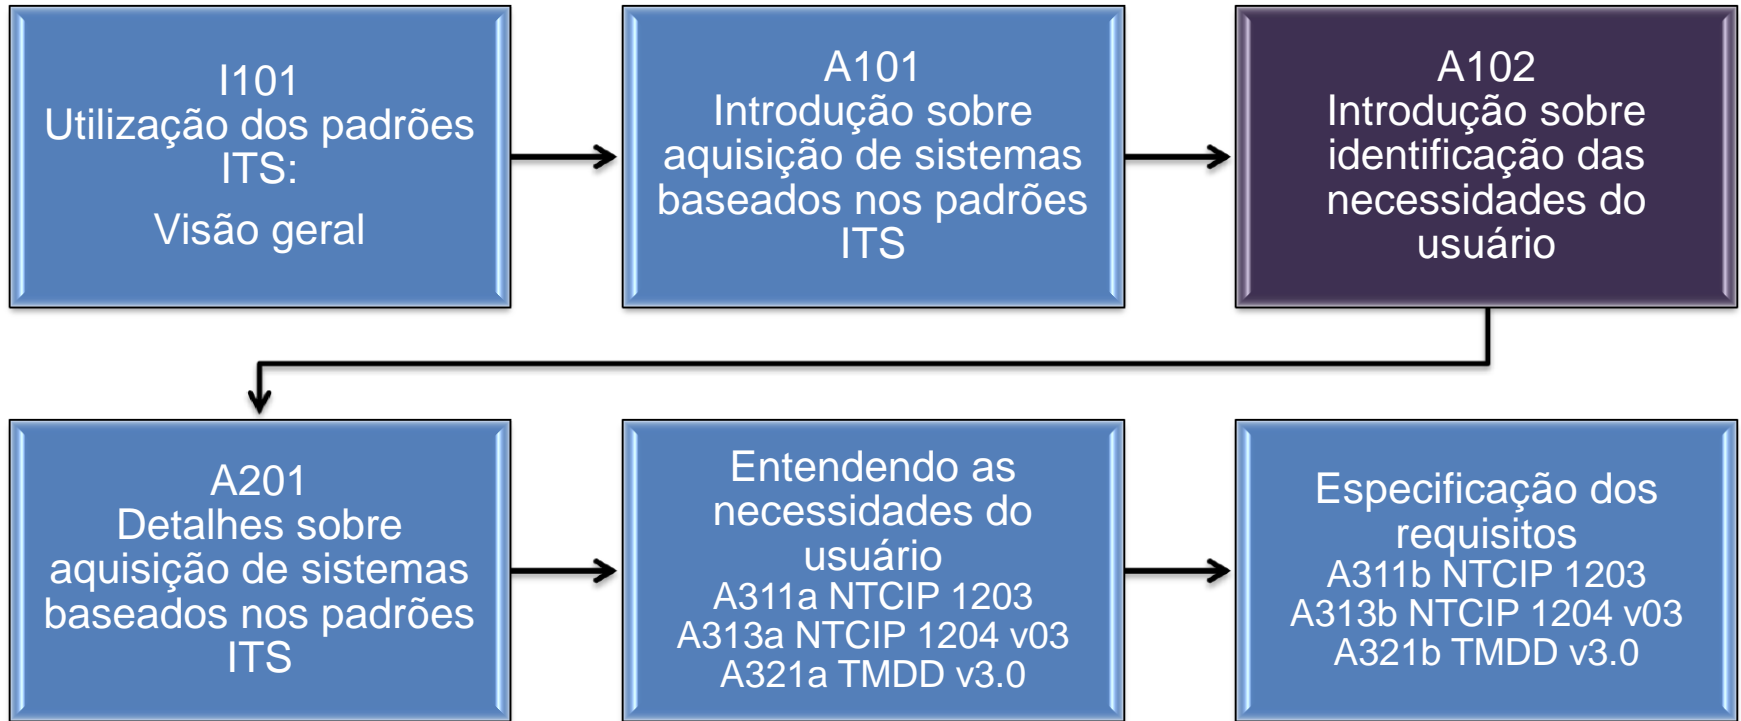 I101
Utilização dos padrões
ITS:
Visão geral
A101
Introdução sobre
aquisição de sistemas
baseados nos padrões
ITS
A102
Introdução sobre
identificação das
necessidades do
usuário
A201
Detalhes sobre
aquisição de sistemas
baseados nos padrões
ITS
Entendendo as
necessidades do
usuário
A311a NTCIP 1203
A313a NTCIP 1204 v03
A321a TMDD v3.0
Especificação dos
requisitos
A311b NTCIP 1203
A313b NTCIP 1204 v03
A321b TMDD v3.0